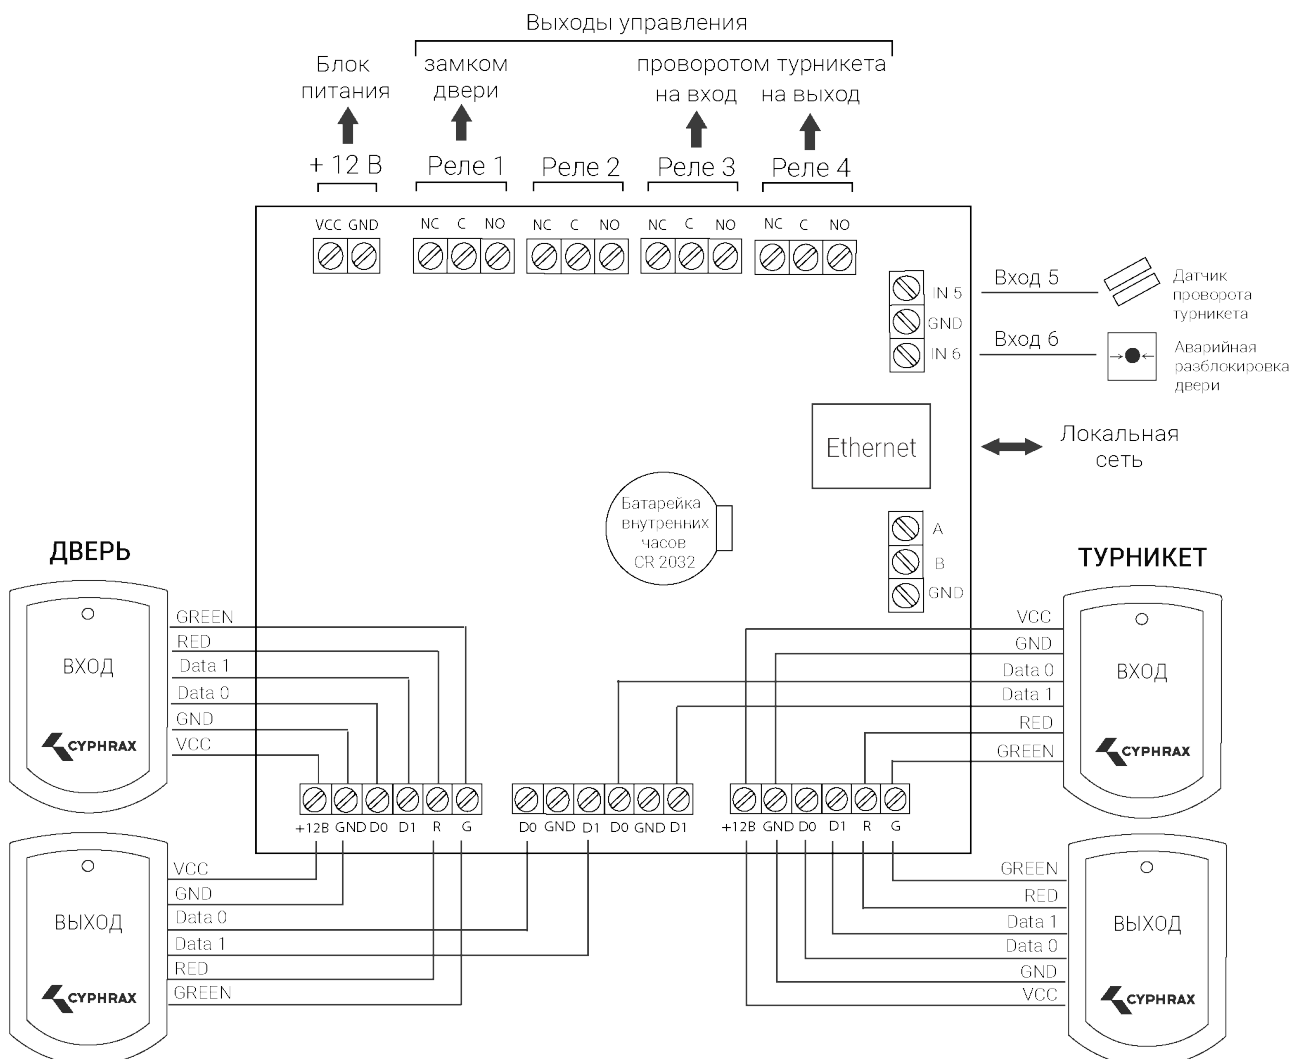 Выходы управления
Блок
питания
замком
двери
проворотом турникета
на вход
на выход
+ 12 В
Реле 1
Реле 2
Реле 3
Реле 4
VCC GND
NC C NO
NC C NO
NC C NO
NC C NO
IN 5
GND
IN 6
Вход 5
Датчик
проворота
турникета
Вход 6
Аварийная
разблокировка
двери
Ethernet
Локальная
сеть
Батарейка
внутренних
часов
CR 2032
A
B
GND
ДВЕРЬ
GREEN
RED
Data 1
Data 0
GND
VCC
ВХОД
CYPHRAX
ТУРНИКЕТ
VCC
GND
Data 0
Data 1
RED
GREEN
ВХОД
CYPHRAX
+12В GND D0 D1 R G
D0 GND D1 D0 GND D1
+12В GND D0 D1 R G
VCC
GND
Data 0
Data 1
RED
GREEN
ВЫХОД
CYPHRAX
GREEN
RED
Data 1
Data 0
GND
VCC
ВЫХОД
CYPHRAX